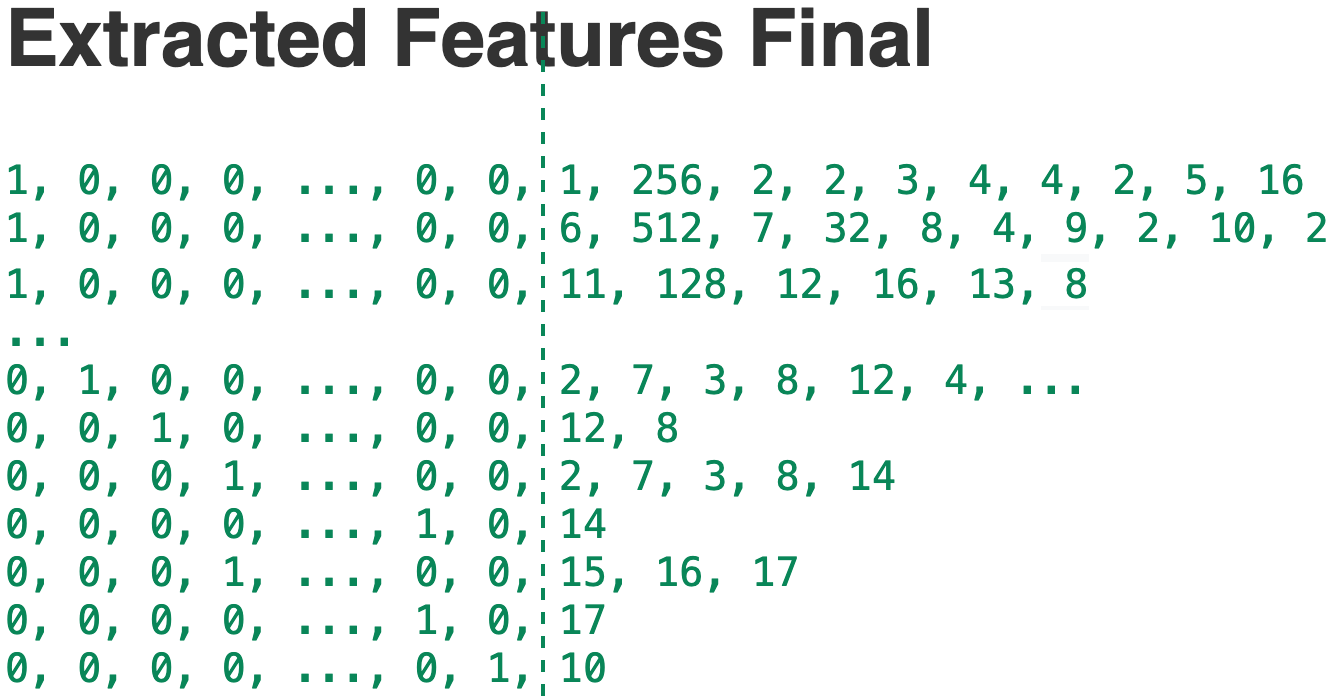 Extracted Features Final
1, 0, 0, 0, ..., 0, 0, 1, 256, 2, 2, 3, 4, 4, 2, 5, 16
1, 0, 0, 0, ..., 0, 0, 6, 512, 7, 32, 8, 4, 9, 2, 10, 2
1, 0, 0, 0, ..., 0, 0, 11, 128, 12, 16, 13, 8
...
0, 1, 0, 0, ..., 0, 0, 2, 7, 3, 8, 12, 4, ...
0, 0, 1, 0, ..., 0, 0, 12, 8
0, 0, 0, 1, ..., 0, 0, 2, 7, 3, 8, 14
0, 0, 0, 0, ..., 1, 0, 14
0, 0, 0, 1, ..., 0, 0, 15, 16, 17
0, 0, 0, 0, ..., 1, 0, 17
0, 0, 0, 0, ..., 0, 1, 10